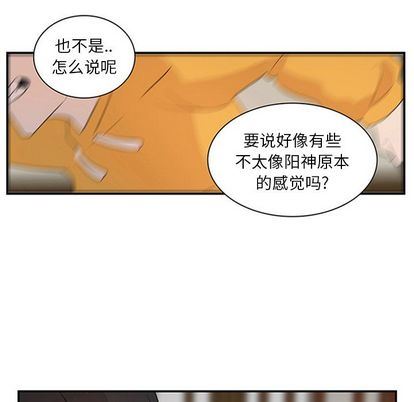 也不是..
怎么说呢
要说好像有些
不太像阳神原本
的感觉吗?